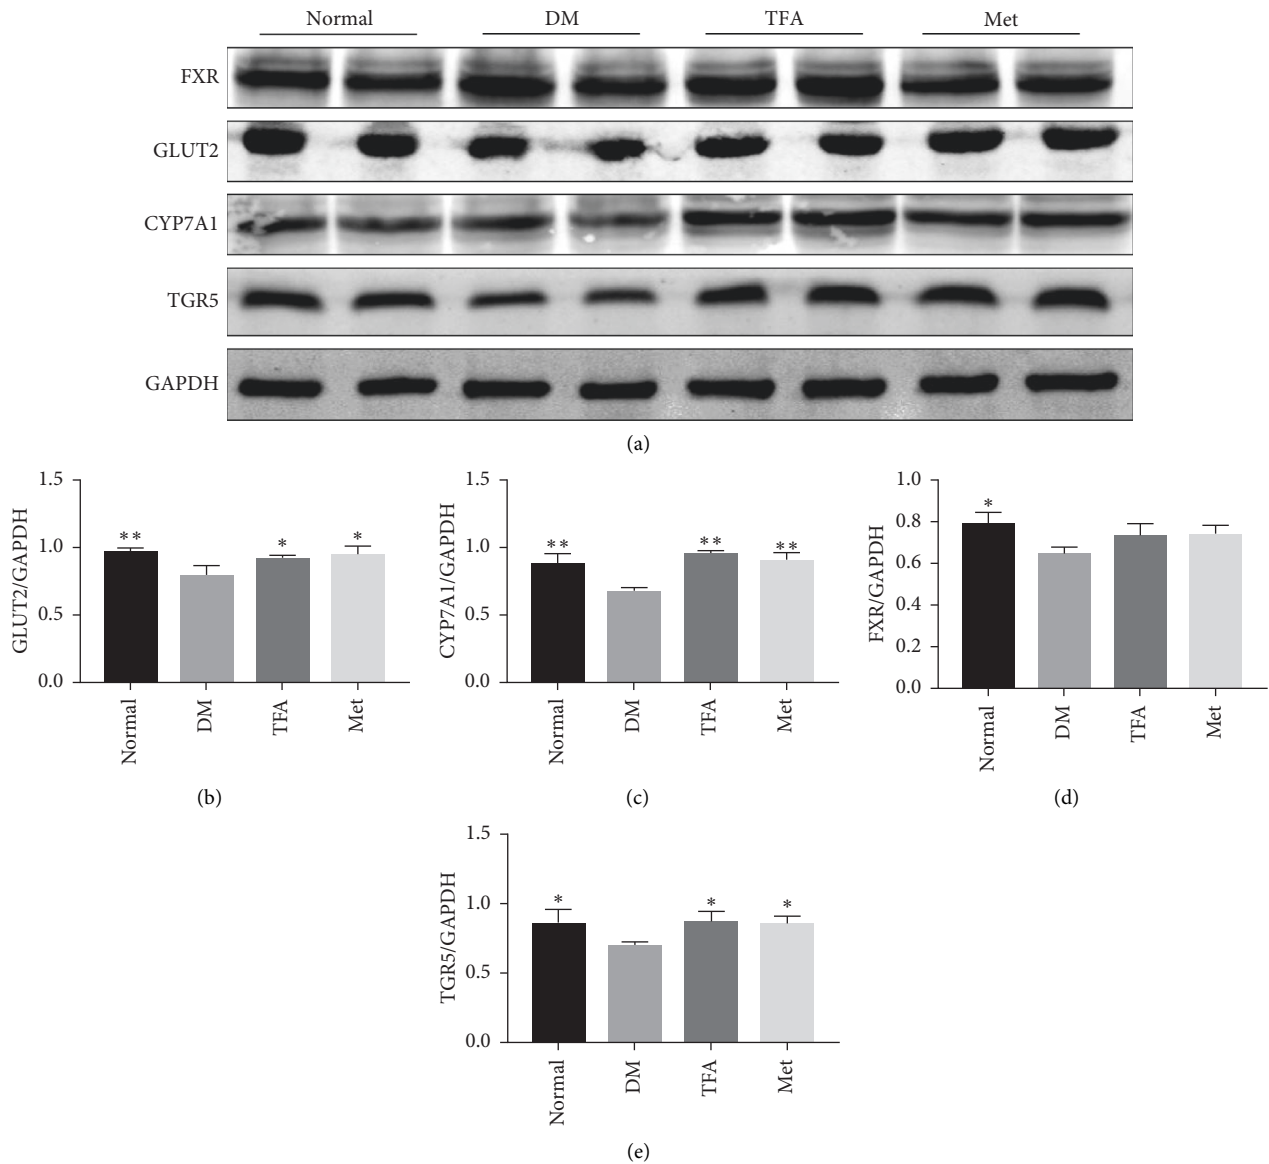 Normal DM TFA Met
FXR
GLUT2
CYP7A1
TGR5
GAPDH
(a)
GLUT2/GAPDH
1.5
1.0
0.5
0.0
** * *
Normal DM TFA Met
(b)
CYP7A1/GAPDH
1.5
1.0
0.5
0.0
** ** **
Normal DM TFA Met
(c)
FXR/GAPDH
1.0
0.8
0.6
0.4
0.2
0.0
*
Normal DM TFA Met
(d)
TGR5/GAPDH
1.5
1.0
0.5
0.0
* * *
Normal DM TFA Met
(e)